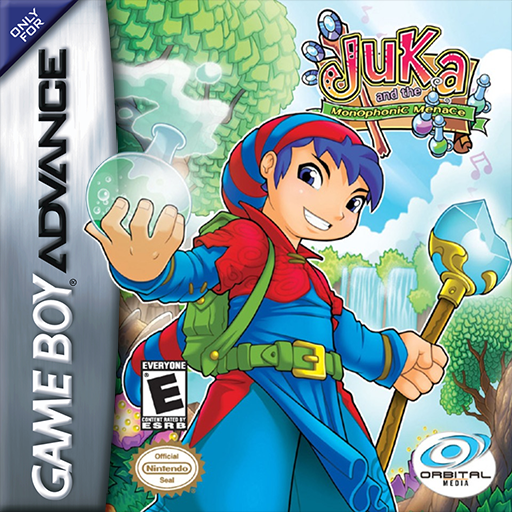 ONLY
FOR
GAME BOY ADVANCE
JUKa
and the
MonOphoniC MenaCe
EVERYONE
E
CONTENT RATED BY
ESRB
Official
Nintendo
Seal
ORBITAL
MEDIA